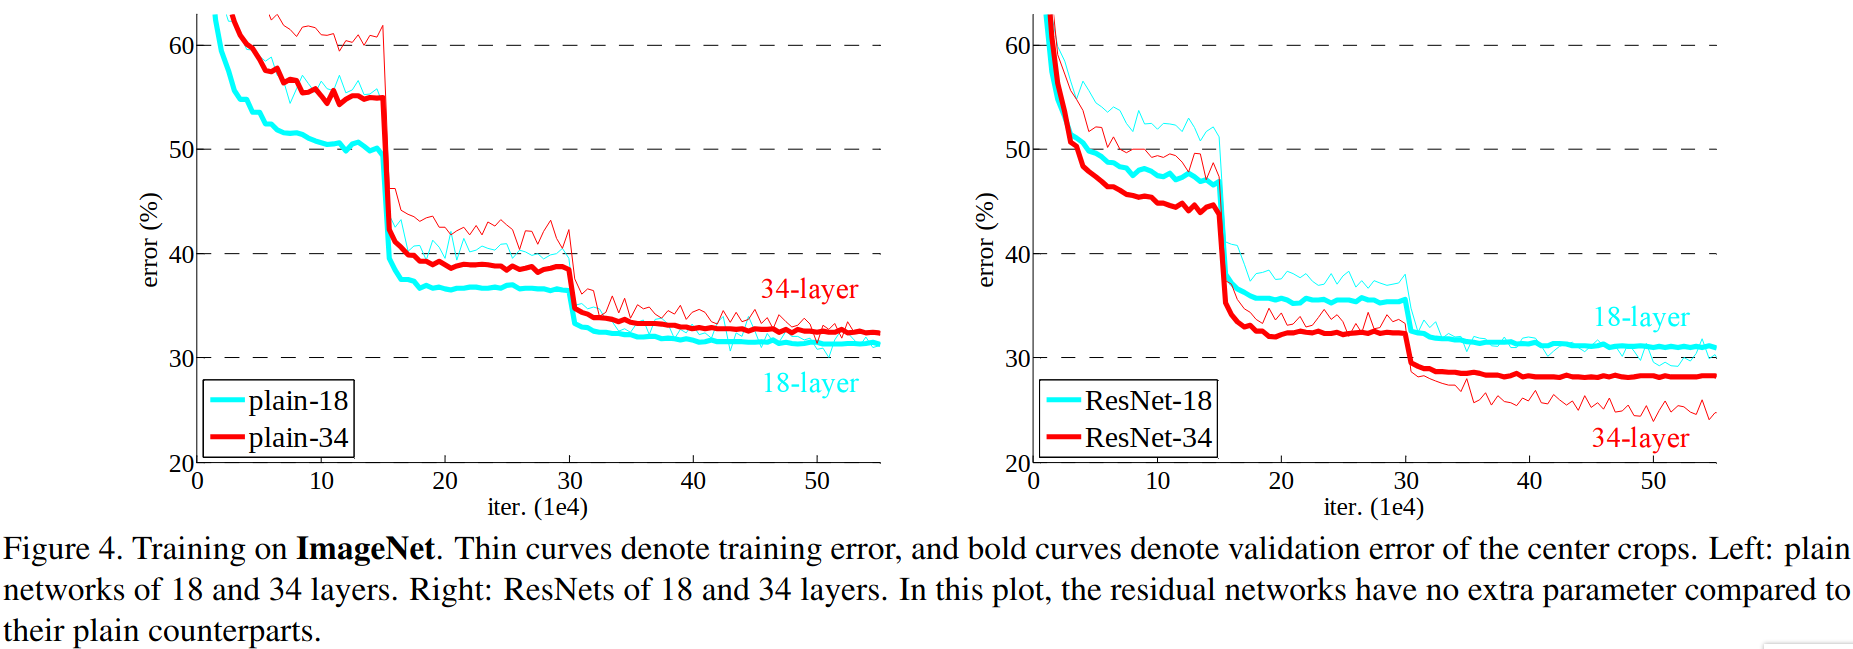 60
50
40
30
20
error (%)
0 10 20 30 40 50
iter. (1e4)
34-layer
18-layer
plain-18
plain-34
60
50
40
30
20
error (%)
0 10 20 30 40 50
iter. (1e4)
18-layer
34-layer
ResNet-18
ResNet-34
Figure 4. Training on ImageNet. Thin curves denote training error, and bold curves denote validation error of the center crops. Left: plain
networks of 18 and 34 layers. Right: ResNets of 18 and 34 layers. In this plot, the residual networks have no extra parameter compared to
their plain counterparts.